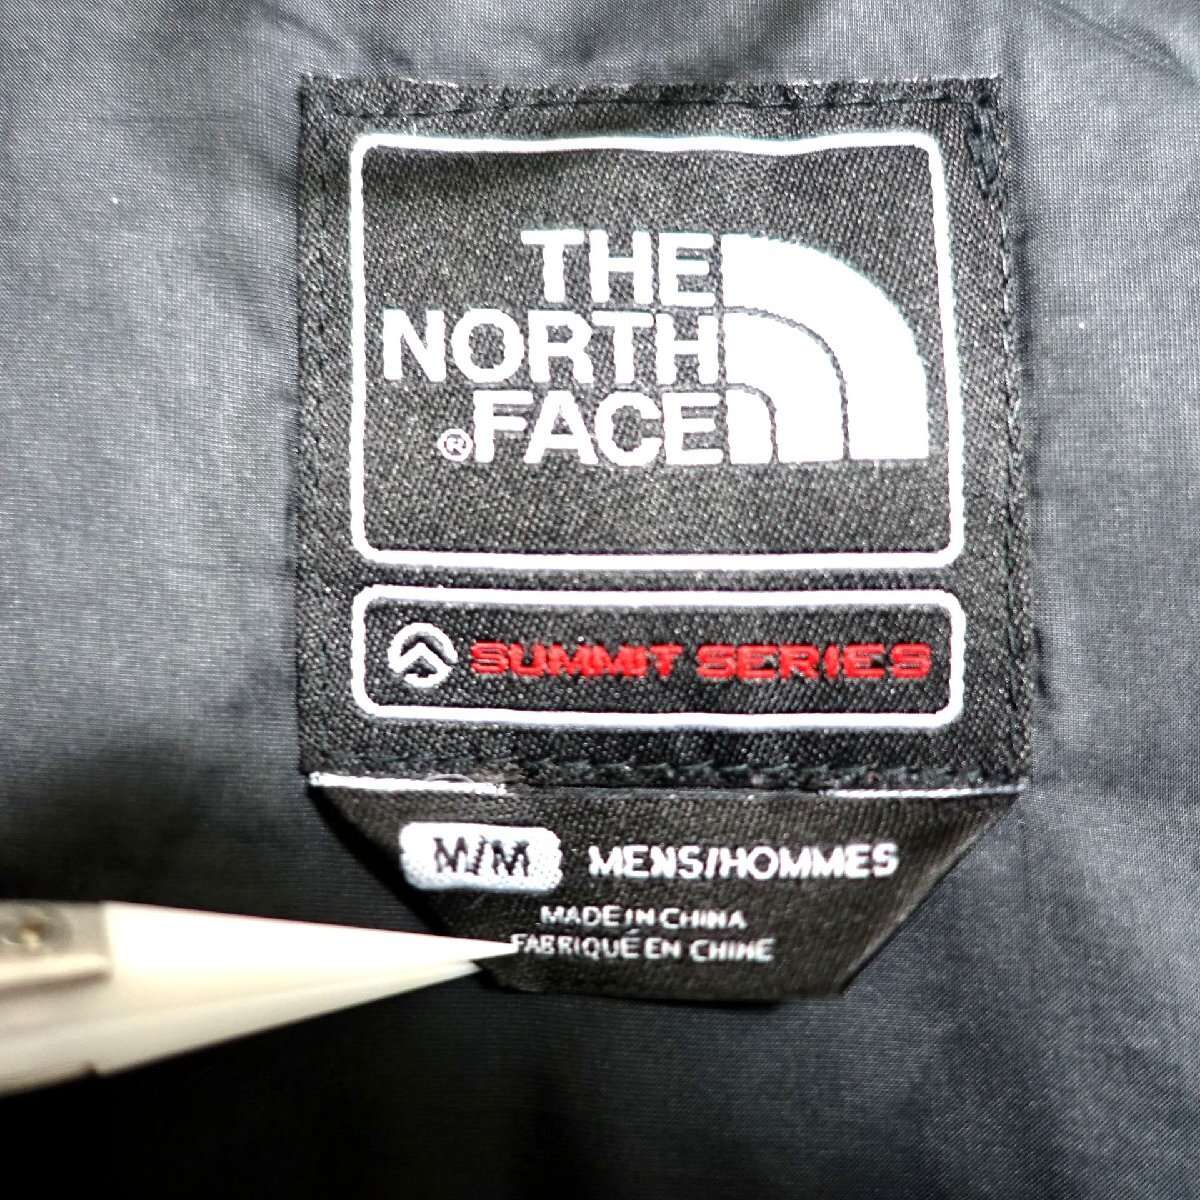 THE
NORTH
® FACE
SUMMIT SERIES
M/M MENS/HOMMES
MADE IN CHINA
FABRIQUÉ EN CHINE